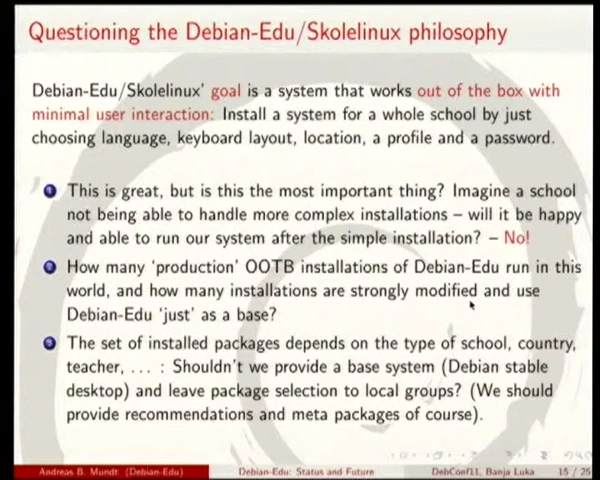 Questioning the Debian-Edu/Skolelinux philosophy
Debian-Edu/Skolelinux' goal is a system that works out of the box with
minimal user interaction: Install a system for a whole school by just
choosing language, keyboard layout, location, a profile and a password.
1 This is great, but is this the most important thing? Imagine a school
not being able to handle more complex installations – will it be happy
and able to run our system after the simple installation? – No!
2 How many 'production' OOTB installations of Debian-Edu run in this
world, and how many installations are strongly modified and use
Debian-Edu 'just' as a base?
3 The set of installed packages depends on the type of school, country,
teacher, ... : Shouldn't we provide a base system (Debian stable
desktop) and leave package selection to local groups? (We should
provide recommendations and meta packages of course).
Andreas B. Mundt (Debian-Edu) Debian-Edu: Status and Future DebConf11, Banja Luka 15 / 25